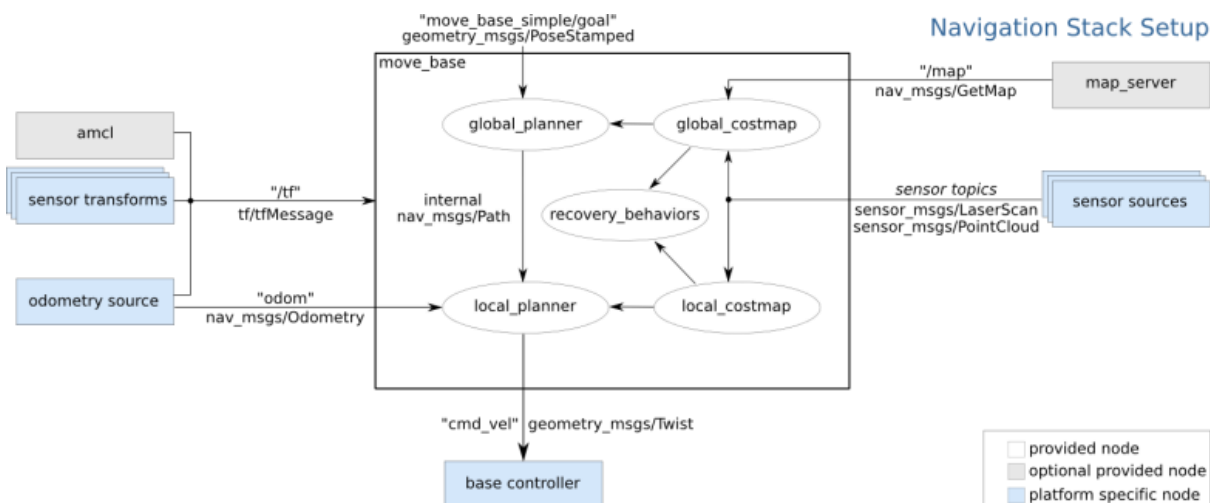 "move_base_simple/goal"
geometry_msgs/PoseStamped
Navigation Stack Setup
move_base
"/map"
nav_msgs/GetMap
map_server
amcl
global_planner
global_costmap
sensor transforms
"/tf"
tf/tfMessage
internal
nav_msgs/Path
recovery_behaviors
sensor topics
sensor_msgs/LaserScan
sensor_msgs/PointCloud
sensor sources
odometry source
"odom"
nav_msgs/Odometry
local_planner
local_costmap
"cmd_vel" geometry_msgs/Twist
base controller
provided node
optional provided node
platform specific node